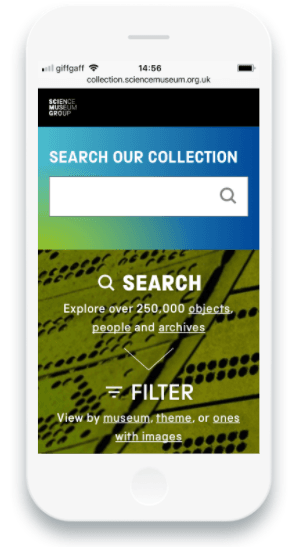 giffgaff 14:56
collection.sciencemuseum.org.uk
SCIENCE
MUSEUM
GROUP
SEARCH OUR COLLECTION
SEARCH
Explore over 250,000 objects,
people and archives
FILTER
View by museum, theme, or ones
with images